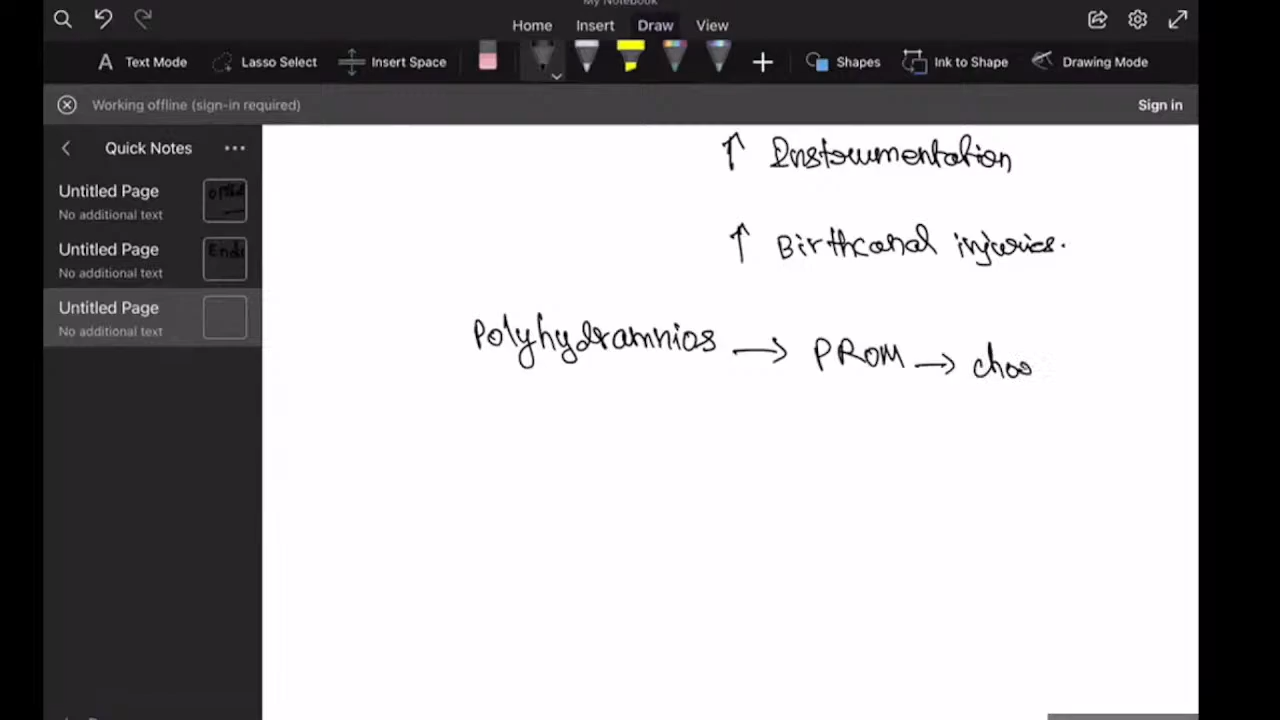 My Notebook
Home Insert Draw View
Text Mode Lasso Select Insert Space Shapes Ink to Shape Drawing Mode
Working offline (sign-in required) Sign in
Quick Notes
Untitled Page
No additional text
Untitled Page
No additional text
Untitled Page
No additional text
↑ Instrumentation
↑ Birthcanal injuries.
Polyhydramnios → PROM → choo